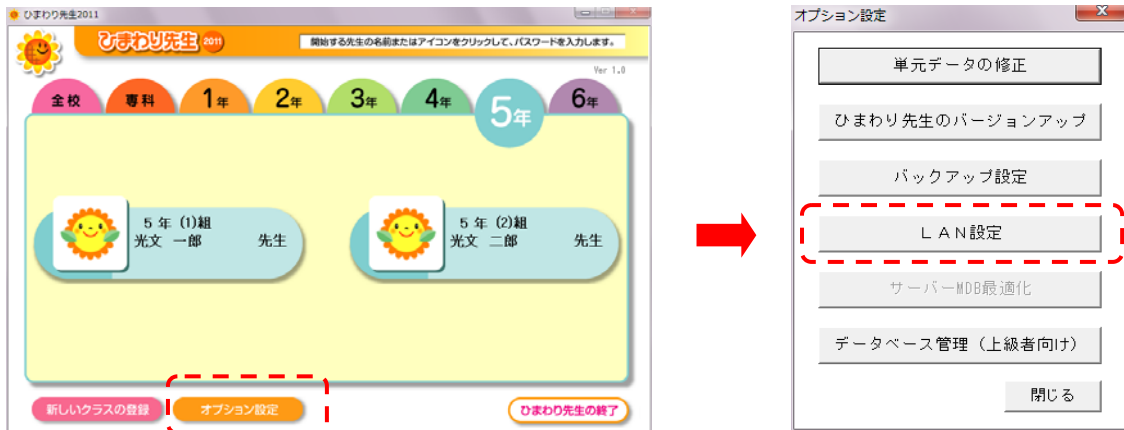 ひまわり先生2011
ひまわり先生 2011
開始する先生の名前またはアイコンをクリックして、パスワードを入力します。
Ver 1.0
全校
専科
1年
2年
3年
4年
5年
6年
5 年 (1)組
光文 一郎 先生
5 年 (2)組
光文 二郎 先生
新しいクラスの登録
オプション設定
ひまわり先生の終了
オプション設定
単元データの修正
ひまわり先生のバージョンアップ
バックアップ設定
ＬＡＮ設定
サーバーMDB最適化
データベース管理（上級者向け）
閉じる